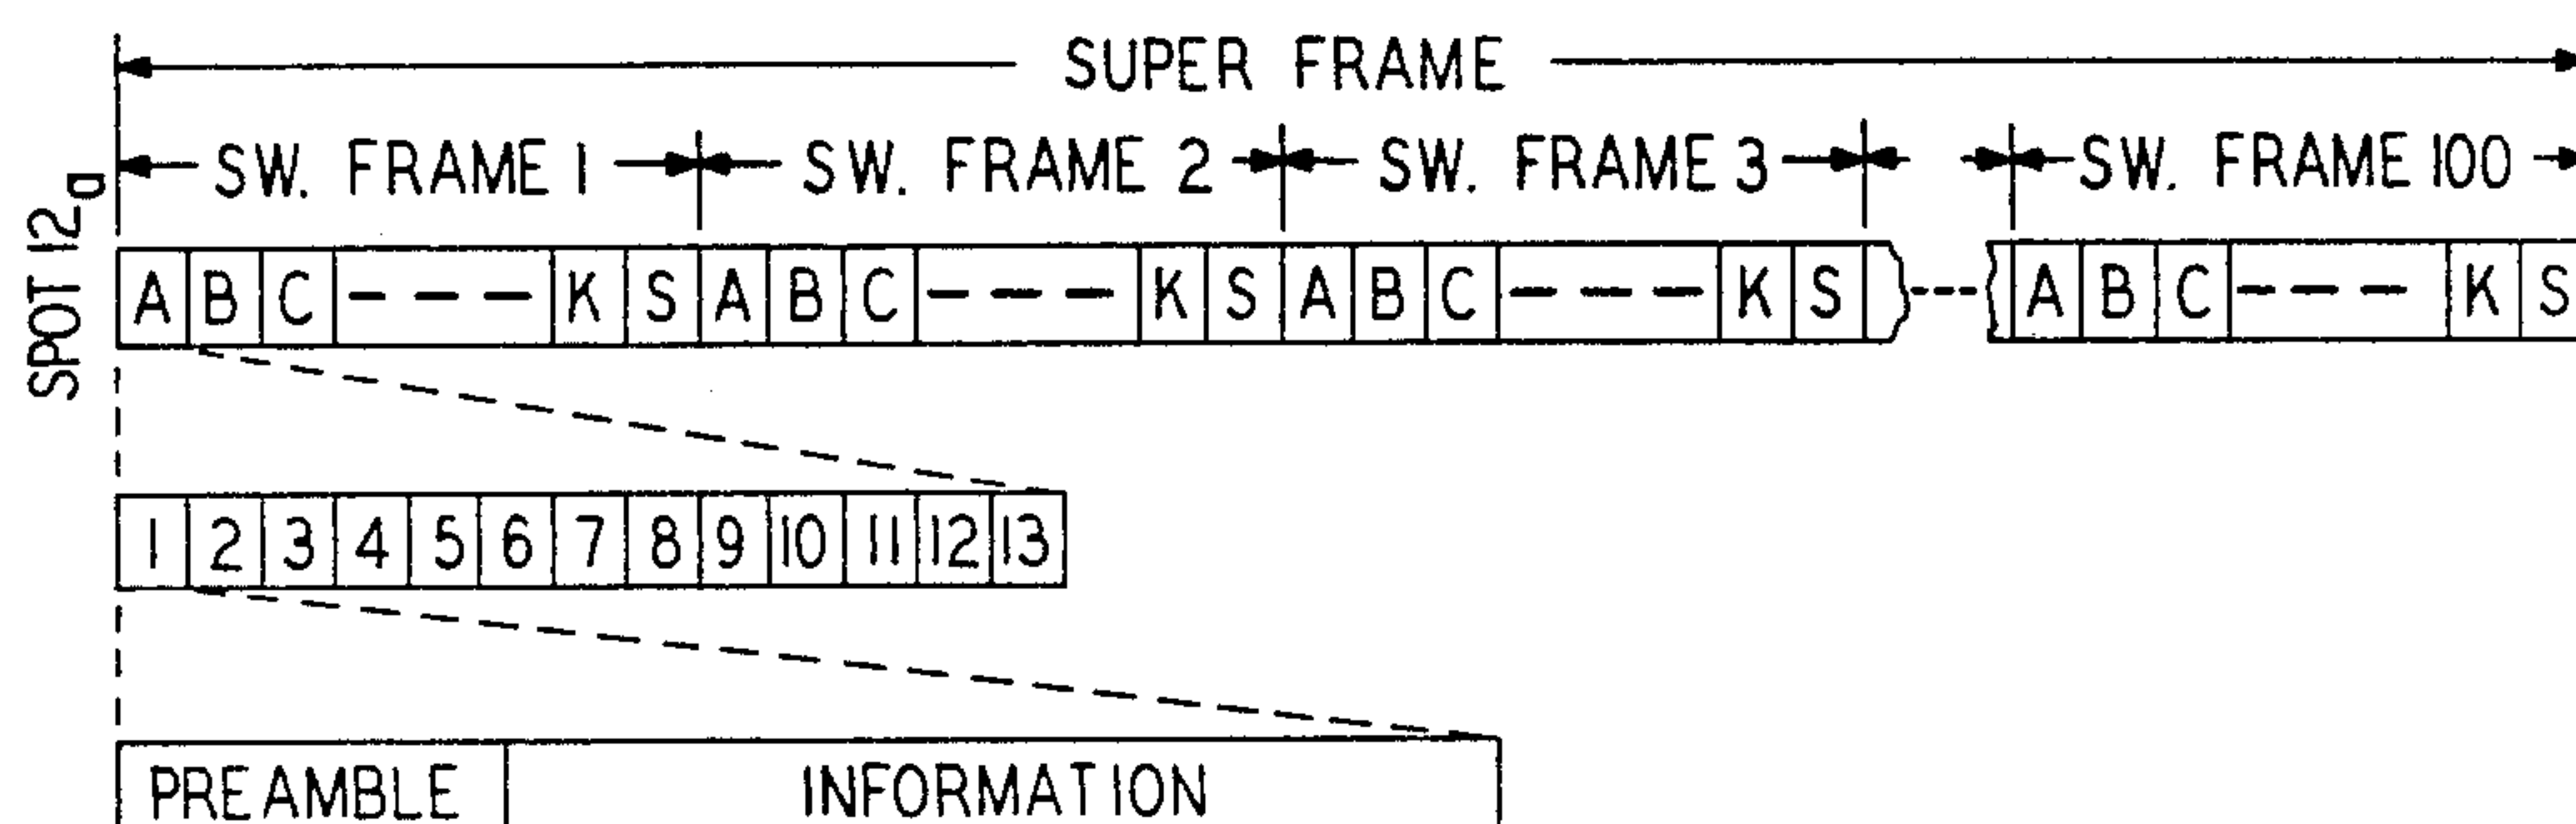 SUPER FRAME
SW. FRAME 1 SW. FRAME 2 SW. FRAME 3 SW. FRAME 100
SPOT 12a
A B C --- K S A B C --- K S A B C --- K S --- A B C --- K S
1 2 3 4 5 6 7 8 9 10 11 12 13
PREAMBLE INFORMATION